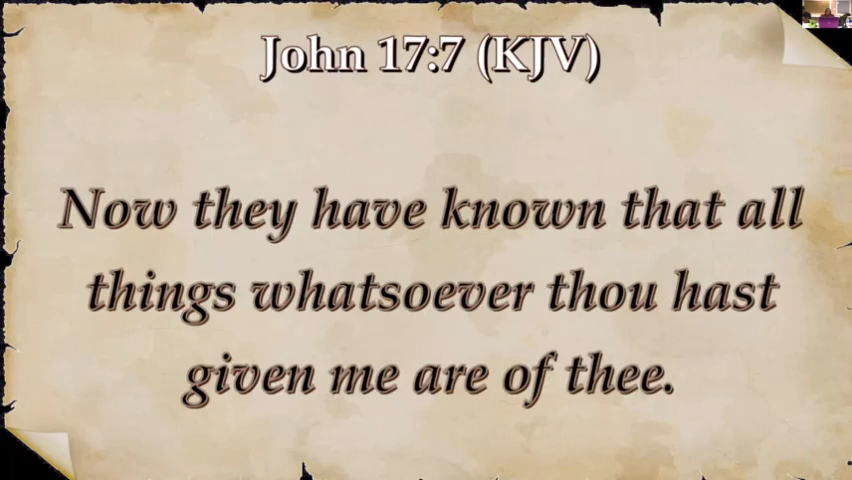 John 17:7 (KJV)
Now they have known that all
things whatsoever thou hast
given me are of thee.